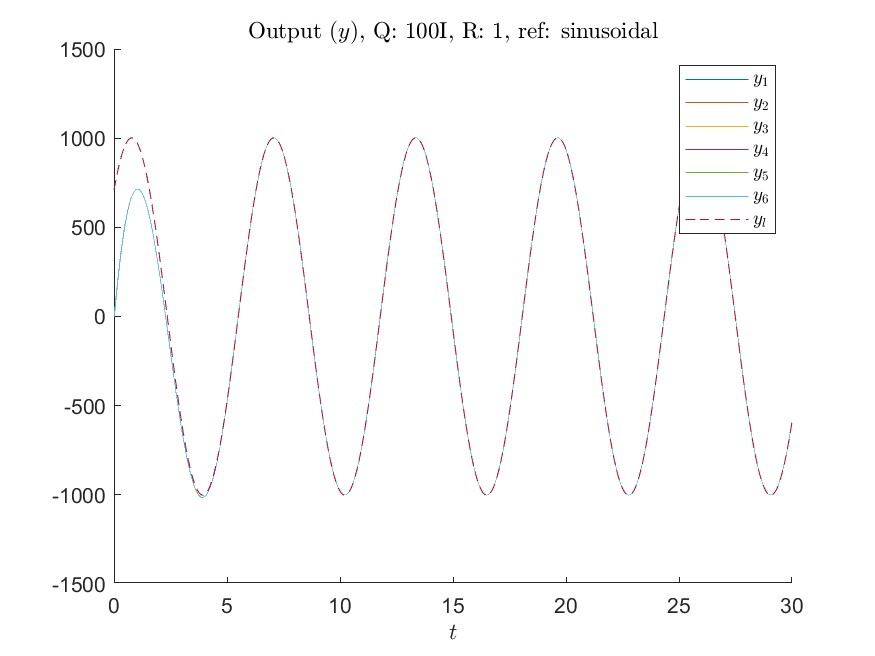 Output (y), Q: 100I, R: 1, ref: sinusoidal
1500
1000
500
0
-500
-1000
-1500
0 5 10 15 20 25 30
t
y1
y2
y3
y4
y5
y6
yl